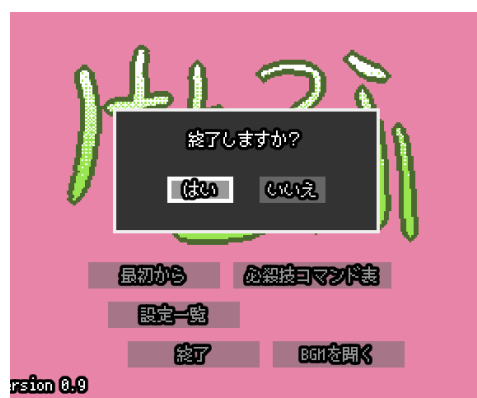 終了しますか?
はい いいえ
最初から 必殺技コマンド表
設定一覧
終了 BGMを聞く
ersion 0.9